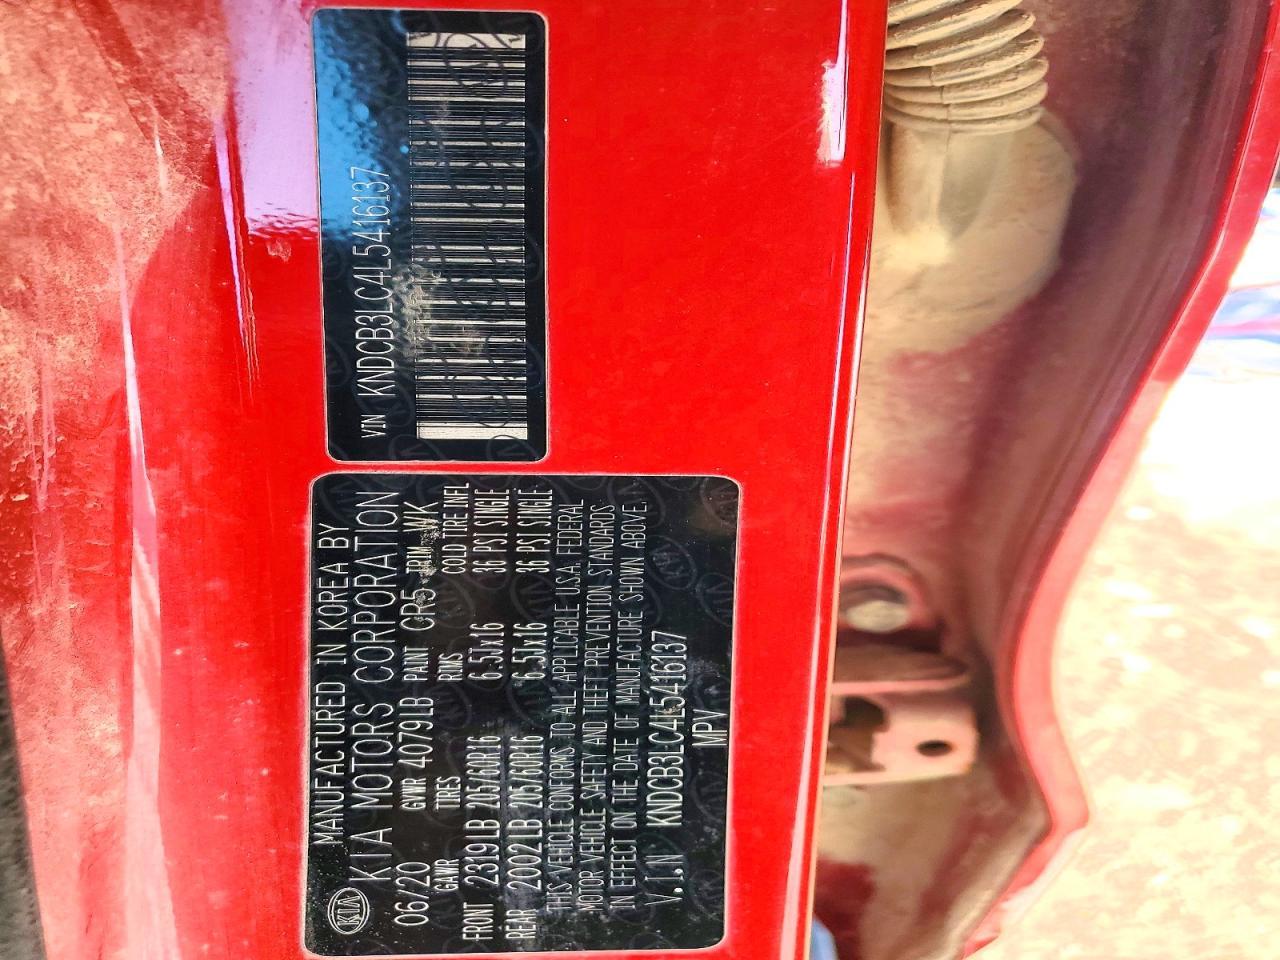 VIN KNDCB3LC4L5416137
KIA
MANUFACTURED IN KOREA BY
KIA MOTORS CORPORATION
06/20 GVWR 4079LB PAINT CR5 TRIM WK
GAWR TIRES RIMS COLD TIRE INFL
FRONT 2319LB 205/60R16 6.5Jx16 36 PSI SINGLE
REAR 2002LB 205/60R16 6.5Jx16 36 PSI SINGLE
THIS VEHICLE CONFORMS TO ALL APPLICABLE U.S.A. FEDERAL
MOTOR VEHICLE SAFETY AND THEFT PREVENTION STANDARDS
IN EFFECT ON THE DATE OF MANUFACTURE SHOWN ABOVE.
V.I.N KNDCB3LC4L5416137
MPV